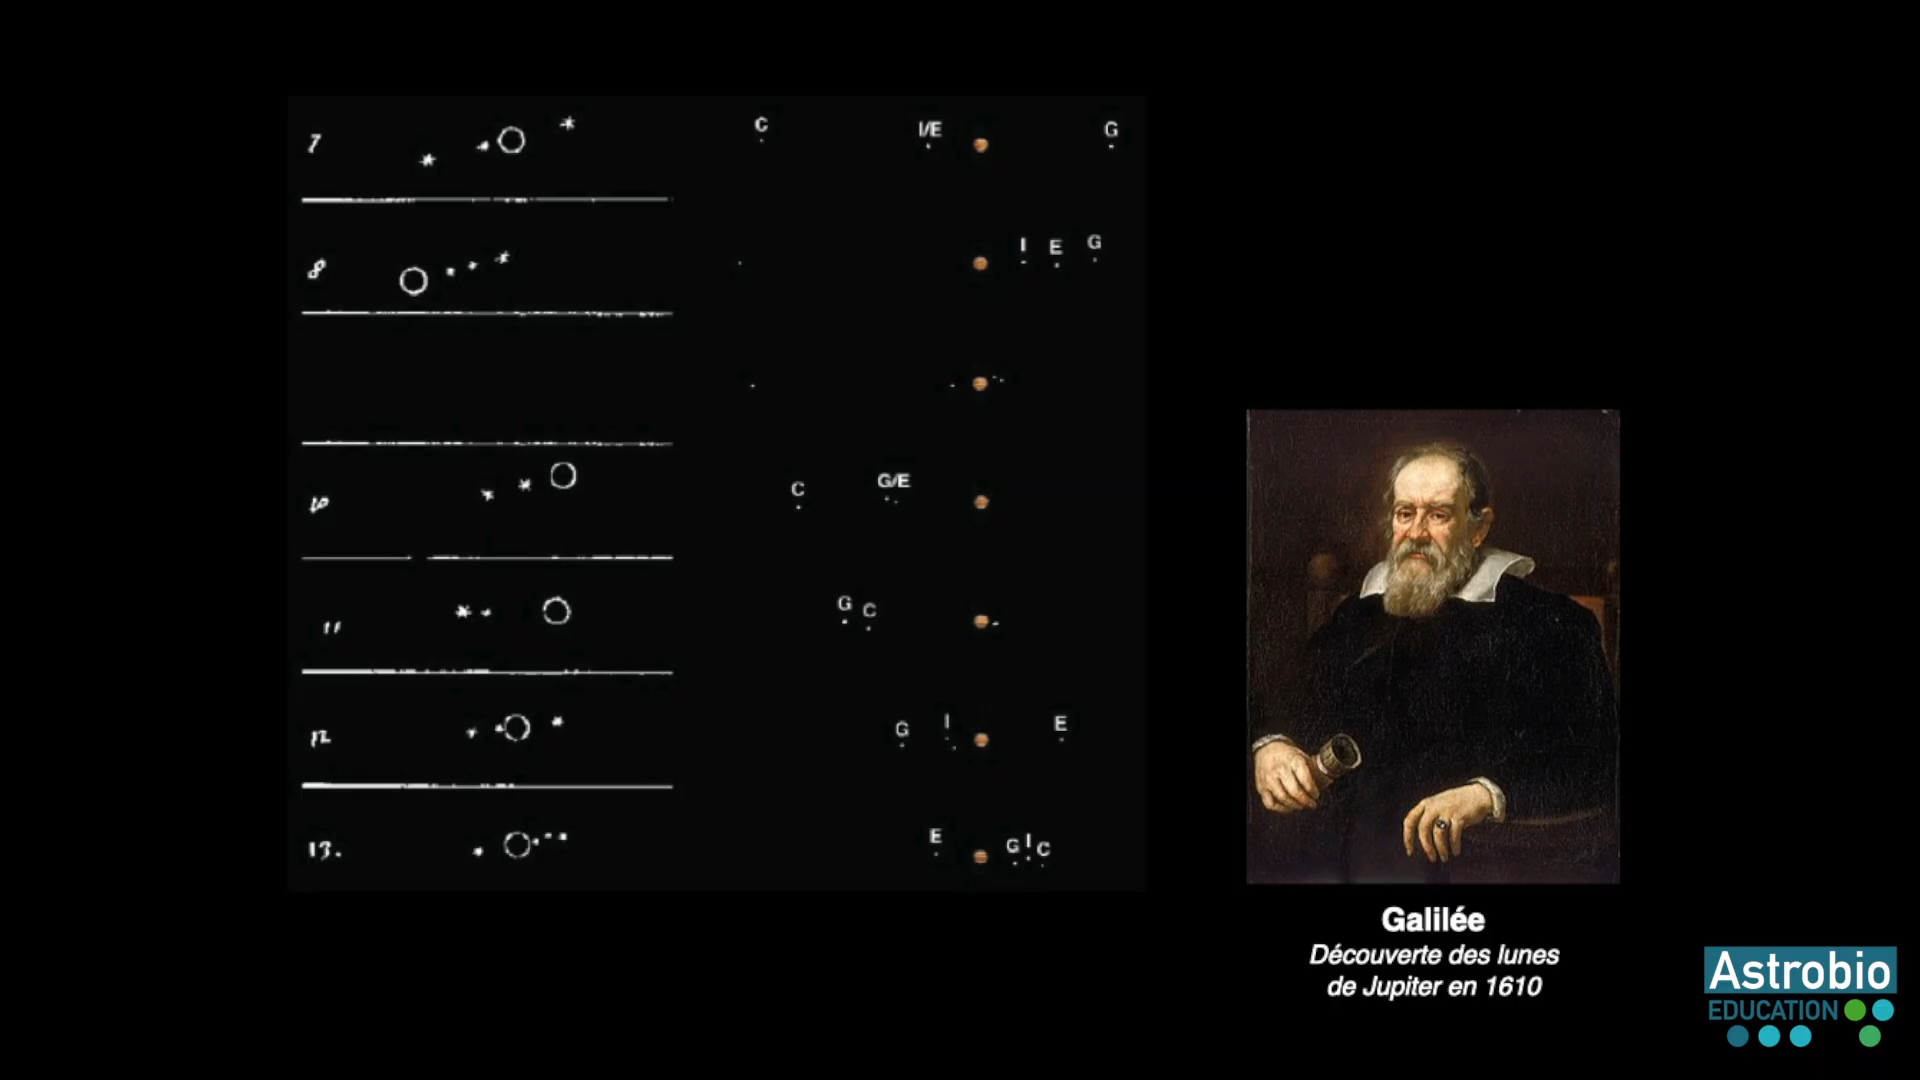 7
C I/E G
8
I E G
10
C G/E
11
G C
12
G I E
13.
E G I C
Galilée
Découverte des lunes
de Jupiter en 1610
Astrobio
EDUCATION